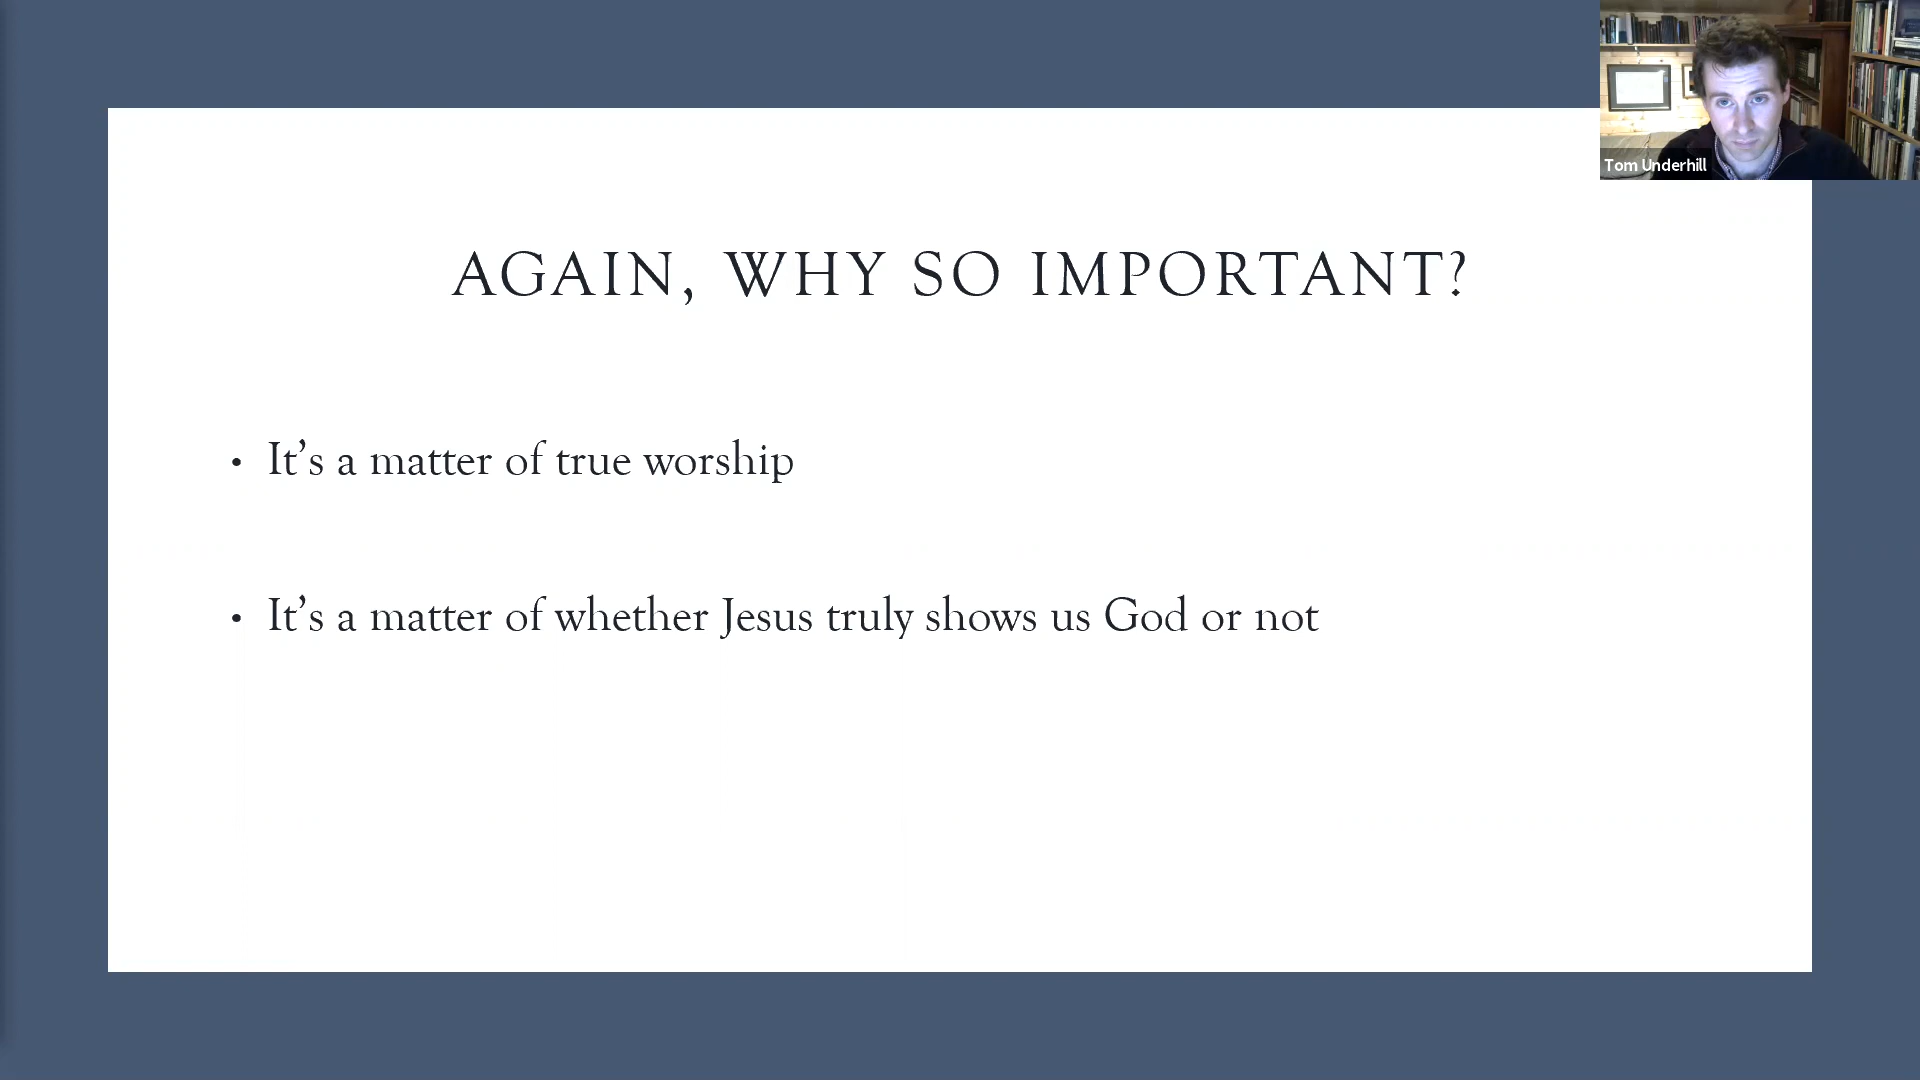 Tom Underhill
AGAIN, WHY SO IMPORTANT?
• It’s a matter of true worship
• It’s a matter of whether Jesus truly shows us God or not